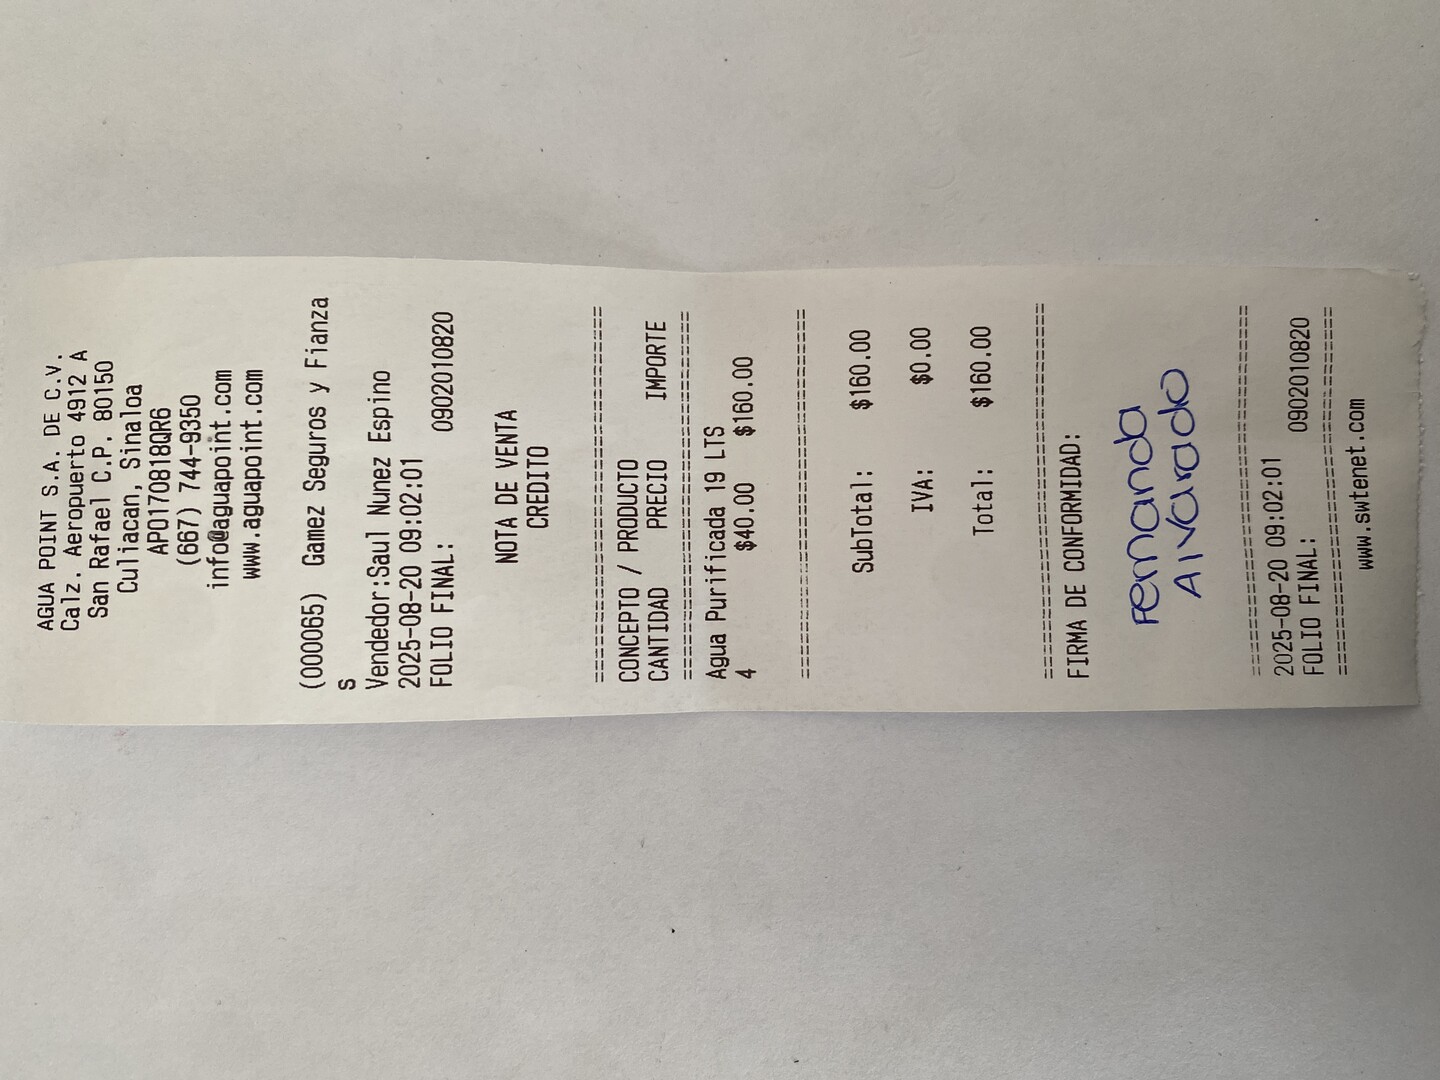 AGUA POINT S.A. DE C.V.
Calz. Aeropuerto 4912 A
San Rafael C.P. 80150
Culiacan, Sinaloa
APO170818QR6
(667) 744-9350
info@aguapoint.com
www.aguapoint.com
(000065) Gamez Seguros y Fianza
s
Vendedor:Saul Nunez Espino
2025-08-20 09:02:01
FOLIO FINAL: 0902010820
NOTA DE VENTA
CREDITO
==================================
CONCEPTO / PRODUCTO
CANTIDAD PRECIO IMPORTE
==================================
Agua Purificada 19 LTS
4 $40.00 $160.00
==================================
SubTotal: $160.00
IVA: $0.00
Total: $160.00
==================================
FIRMA DE CONFORMIDAD:
Fernanda
Alvarado
==================================
2025-08-20 09:02:01
FOLIO FINAL: 0902010820
==================================
www.swtenet.com